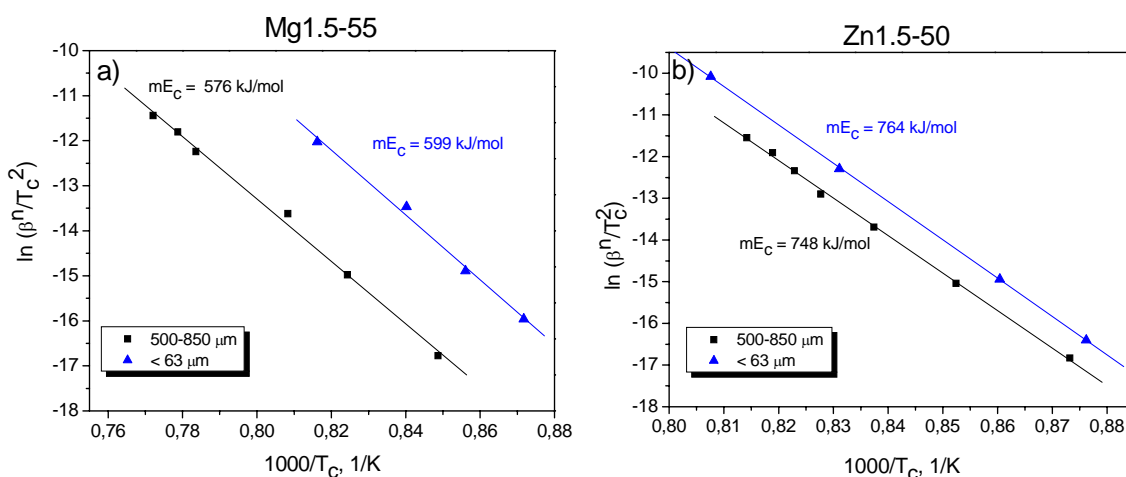 Mg1.5-55
a)
mE_C = 576 kJ/mol
mE_C = 599 kJ/mol
ln (β^n/T_C^2)
-10
-11
-12
-13
-14
-15
-16
-17
-18
500-850 μm
< 63 μm
0,76 0,78 0,80 0,82 0,84 0,86 0,88
1000/T_C, 1/K
Zn1.5-50
b)
mE_C = 764 kJ/mol
mE_C = 748 kJ/mol
ln (β^n/T_C^2)
-10
-11
-12
-13
-14
-15
-16
-17
-18
500-850 μm
< 63 μm
0,80 0,81 0,82 0,83 0,84 0,85 0,86 0,87 0,88
1000/T_C, 1/K